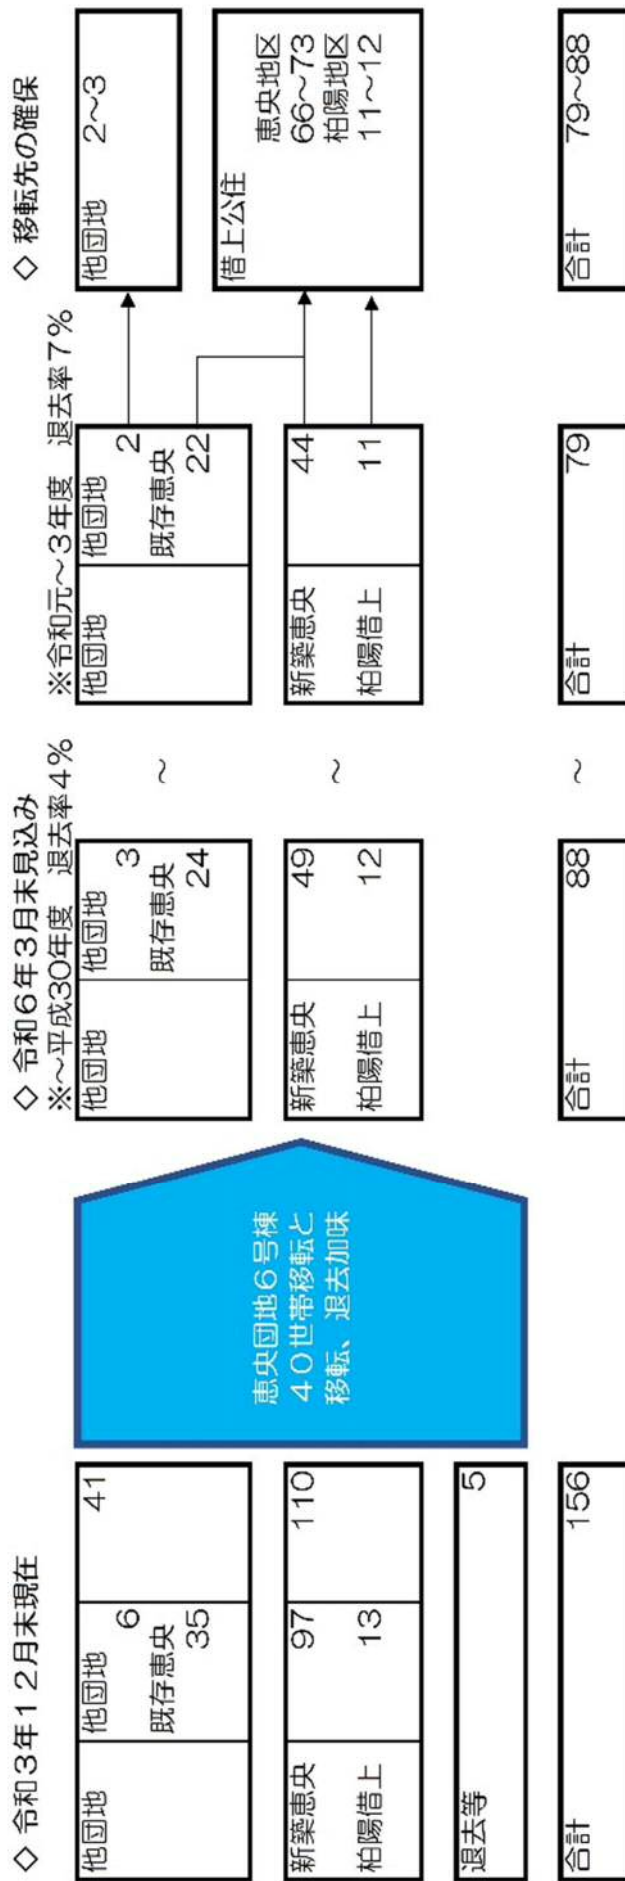 ◇ 令和３年１２月末現在
他団地
他団地
6
既存恵央
35
41
新築恵央
97
110
柏陽借上
13
退去等
5
合計
156
恵央団地６号棟
４０世帯移転と
移転、退去加味
◇ 令和６年３月末見込み
※～平成30年度　退去率４％
他団地
他団地
3
既存恵央
24
新築恵央
49
柏陽借上
12
合計
88
～
～
～
※令和元～３年度　退去率７％
他団地
他団地
2
既存恵央
22
新築恵央
44
柏陽借上
11
合計
79
◇ 移転先の確保
他団地　2～3
借上公住
恵央地区
66～73
柏陽地区
11～12
合計　79～88